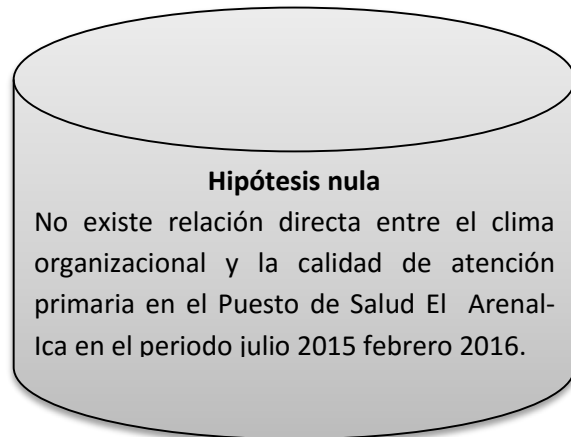 Hipótesis nula
No existe relación directa entre el clima
organizacional y la calidad de atención
primaria en el Puesto de Salud El Arenal-
Ica en el periodo julio 2015 febrero 2016.